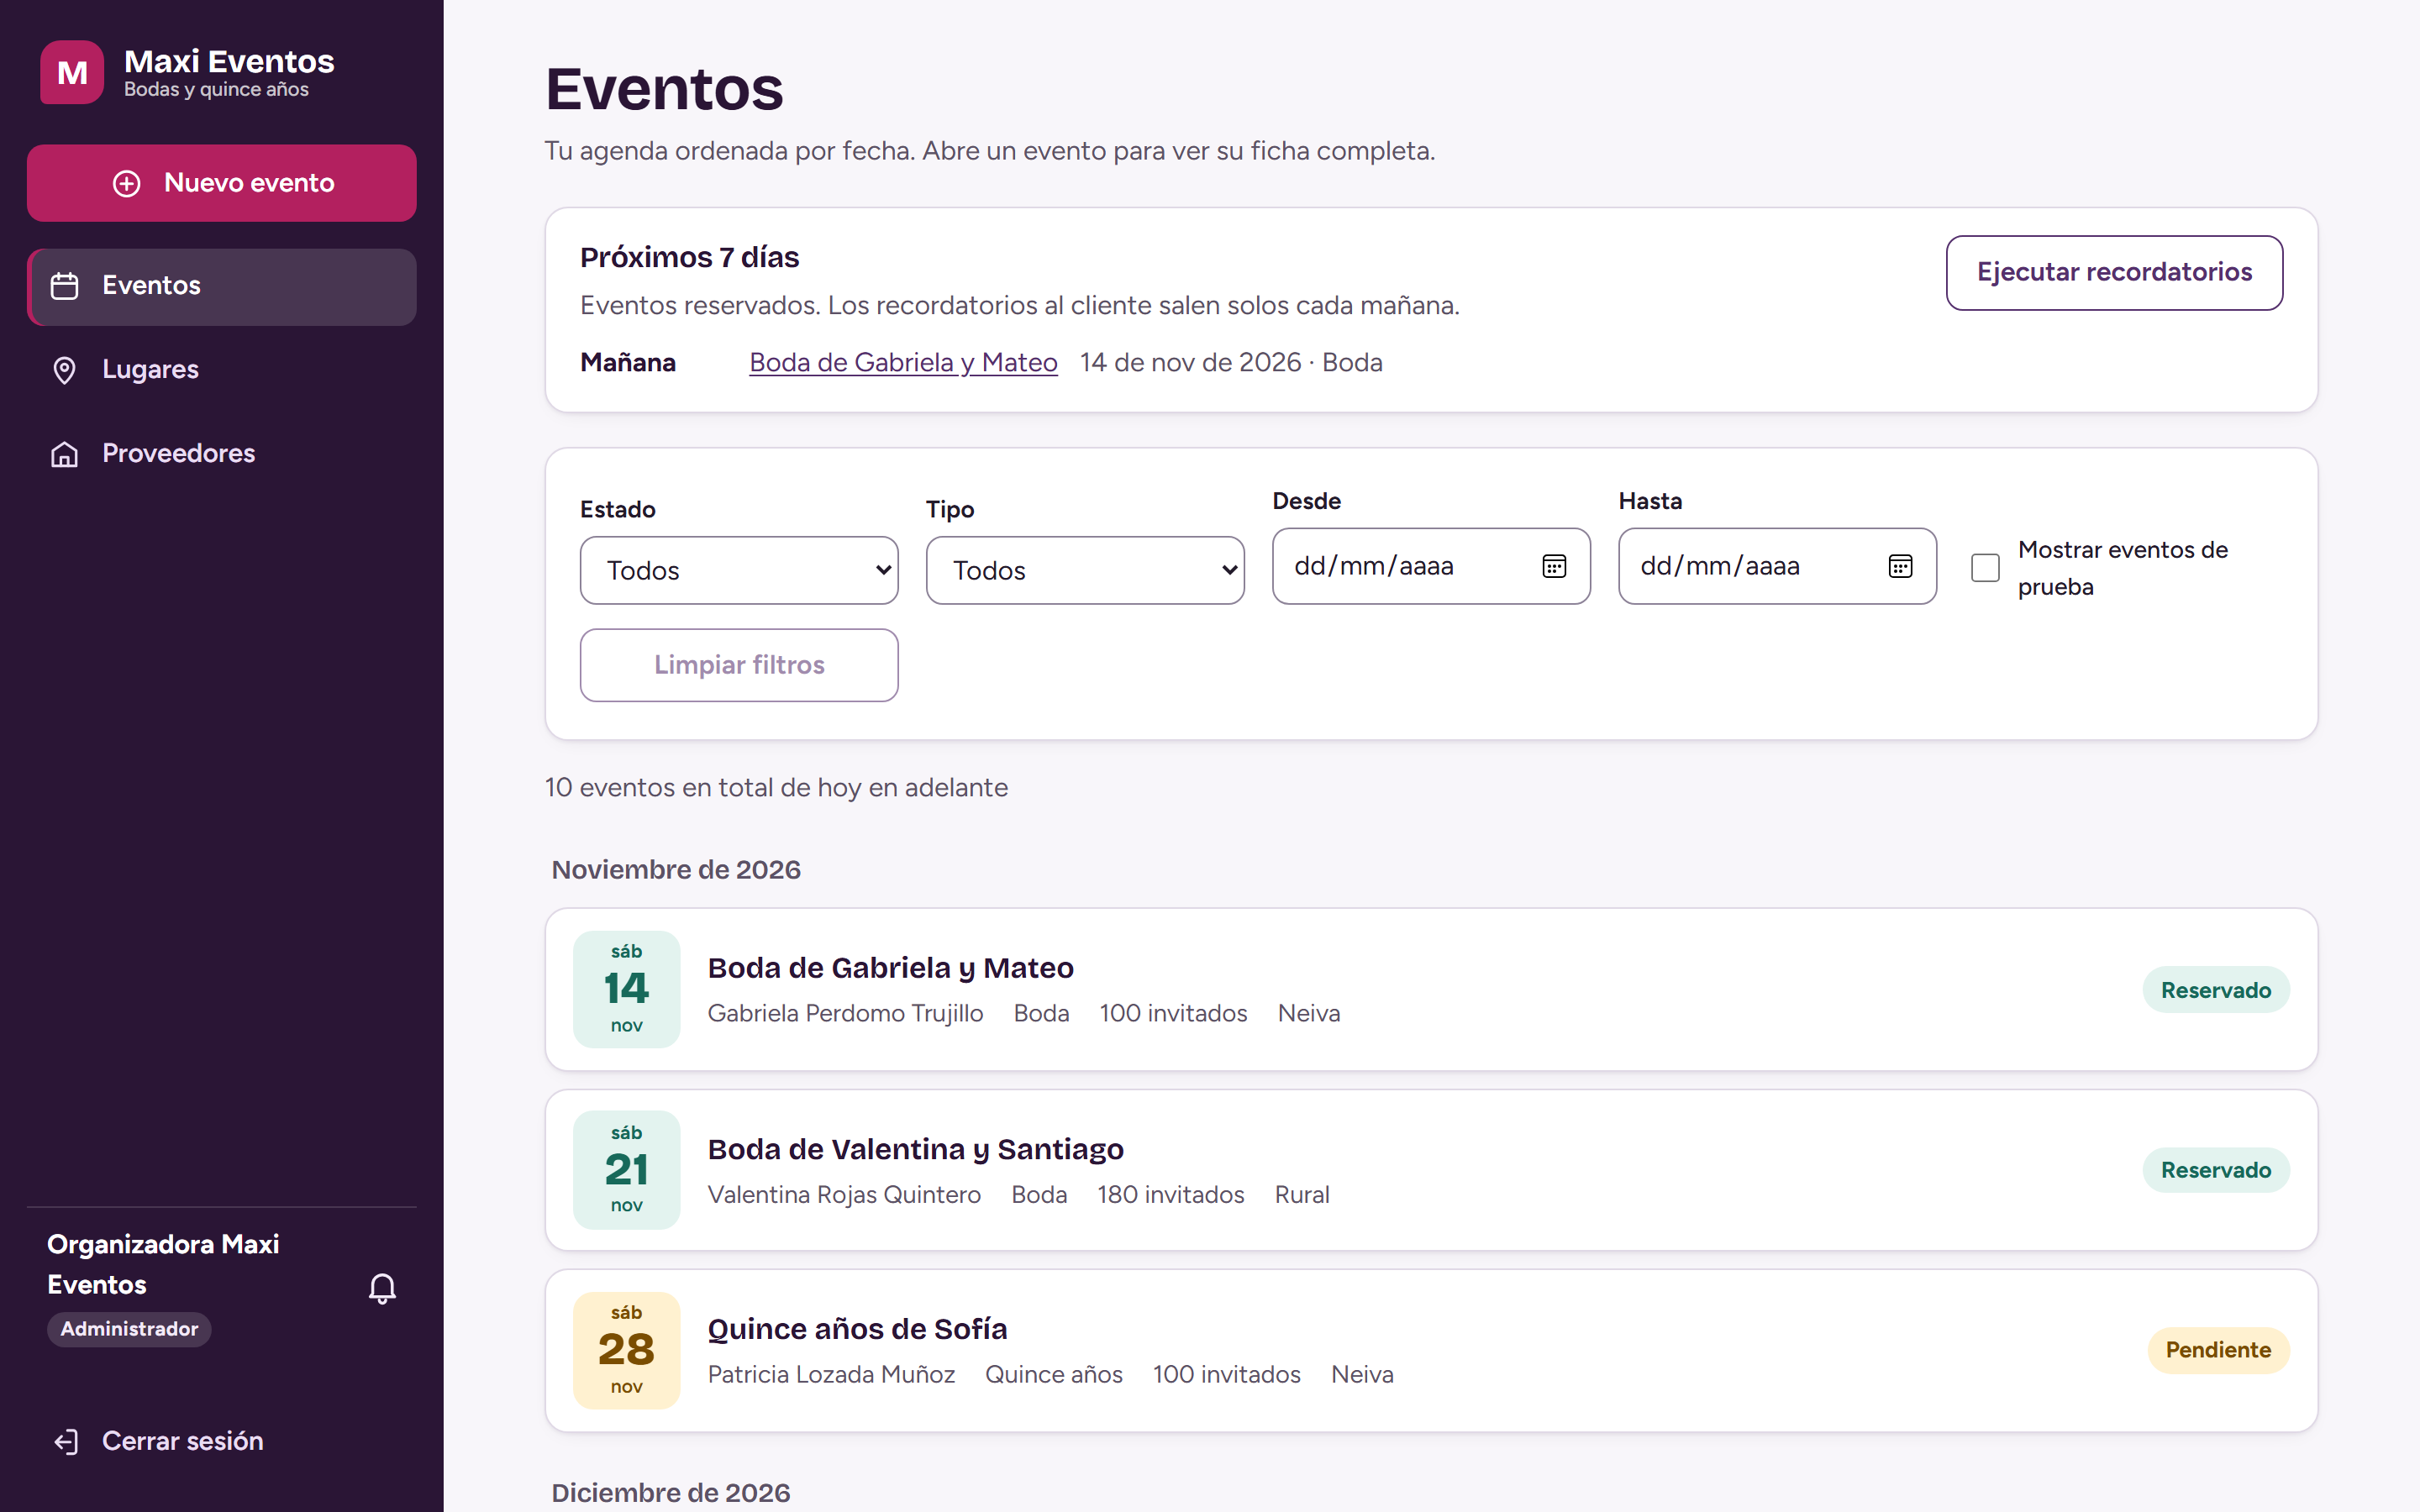 M
Maxi Eventos
Bodas y quince años
Nuevo evento
Eventos
Lugares
Proveedores
Organizadora Maxi
Eventos
Administrador
Cerrar sesión
Eventos
Tu agenda ordenada por fecha. Abre un evento para ver su ficha completa.
Próximos 7 días
Ejecutar recordatorios
Eventos reservados. Los recordatorios al cliente salen solos cada mañana.
Mañana Boda de Gabriela y Mateo 14 de nov de 2026 · Boda
Estado
Todos
Tipo
Todos
Desde
dd/mm/aaaa
Hasta
dd/mm/aaaa
Mostrar eventos de
prueba
Limpiar filtros
10 eventos en total de hoy en adelante
Noviembre de 2026
sáb
14
nov
Boda de Gabriela y Mateo
Gabriela Perdomo Trujillo Boda 100 invitados Neiva
Reservado
sáb
21
nov
Boda de Valentina y Santiago
Valentina Rojas Quintero Boda 180 invitados Rural
Reservado
sáb
28
nov
Quince años de Sofía
Patricia Lozada Muñoz Quince años 100 invitados Neiva
Pendiente
Diciembre de 2026